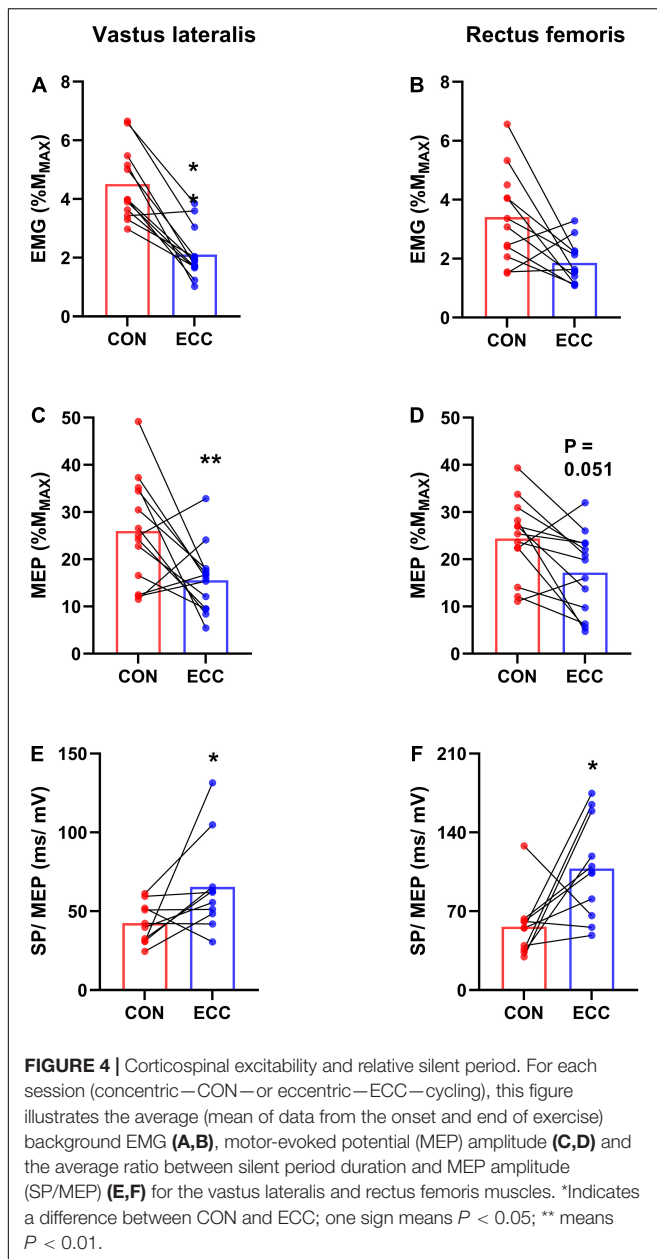 Vastus lateralis
Rectus femoris
A
8
6
4
2
0
EMG (%MMAX)
*
*
CON
ECC
B
8
6
4
2
0
EMG (%MMAX)
CON
ECC
C
50
40
30
20
10
0
MEP (%MMAX)
**
CON
ECC
D
50
40
30
20
10
0
MEP (%MMAX)
P =
0.051
CON
ECC
E
150
100
50
0
SP/ MEP (ms/ mV)
*
CON
ECC
F
210
140
70
0
SP/ MEP (ms/ mV)
*
CON
ECC
FIGURE 4 | Corticospinal excitability and relative silent period. For each
session (concentric—CON—or eccentric—ECC—cycling), this figure
illustrates the average (mean of data from the onset and end of exercise)
background EMG (A,B), motor-evoked potential (MEP) amplitude (C,D) and
the average ratio between silent period duration and MEP amplitude
(SP/MEP) (E,F) for the vastus lateralis and rectus femoris muscles. *Indicates
a difference between CON and ECC; one sign means P < 0.05; ** means
P < 0.01.